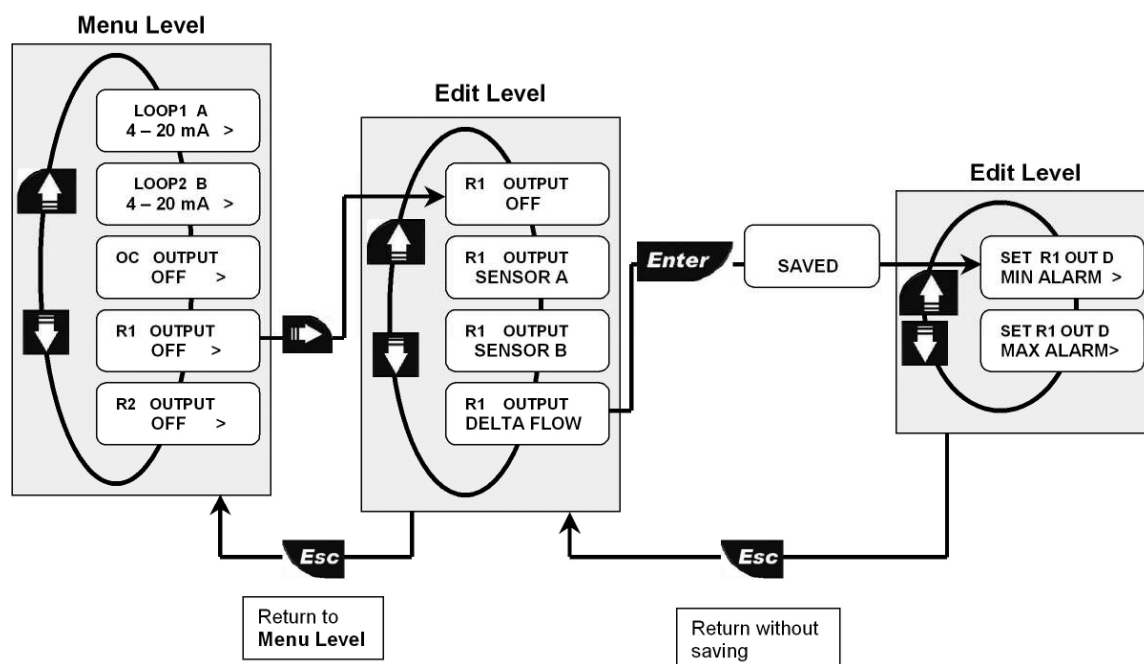 Menu Level
LOOP1 A
4 – 20 mA >
LOOP2 B
4 – 20 mA >
OC OUTPUT
OFF >
R1 OUTPUT
OFF >
R2 OUTPUT
OFF >
Edit Level
R1 OUTPUT
OFF
R1 OUTPUT
SENSOR A
R1 OUTPUT
SENSOR B
R1 OUTPUT
DELTA FLOW
Enter
SAVED
Edit Level
SET R1 OUT D
MIN ALARM >
SET R1 OUT D
MAX ALARM>
Esc
Esc
Return to
Menu Level
Return without
saving